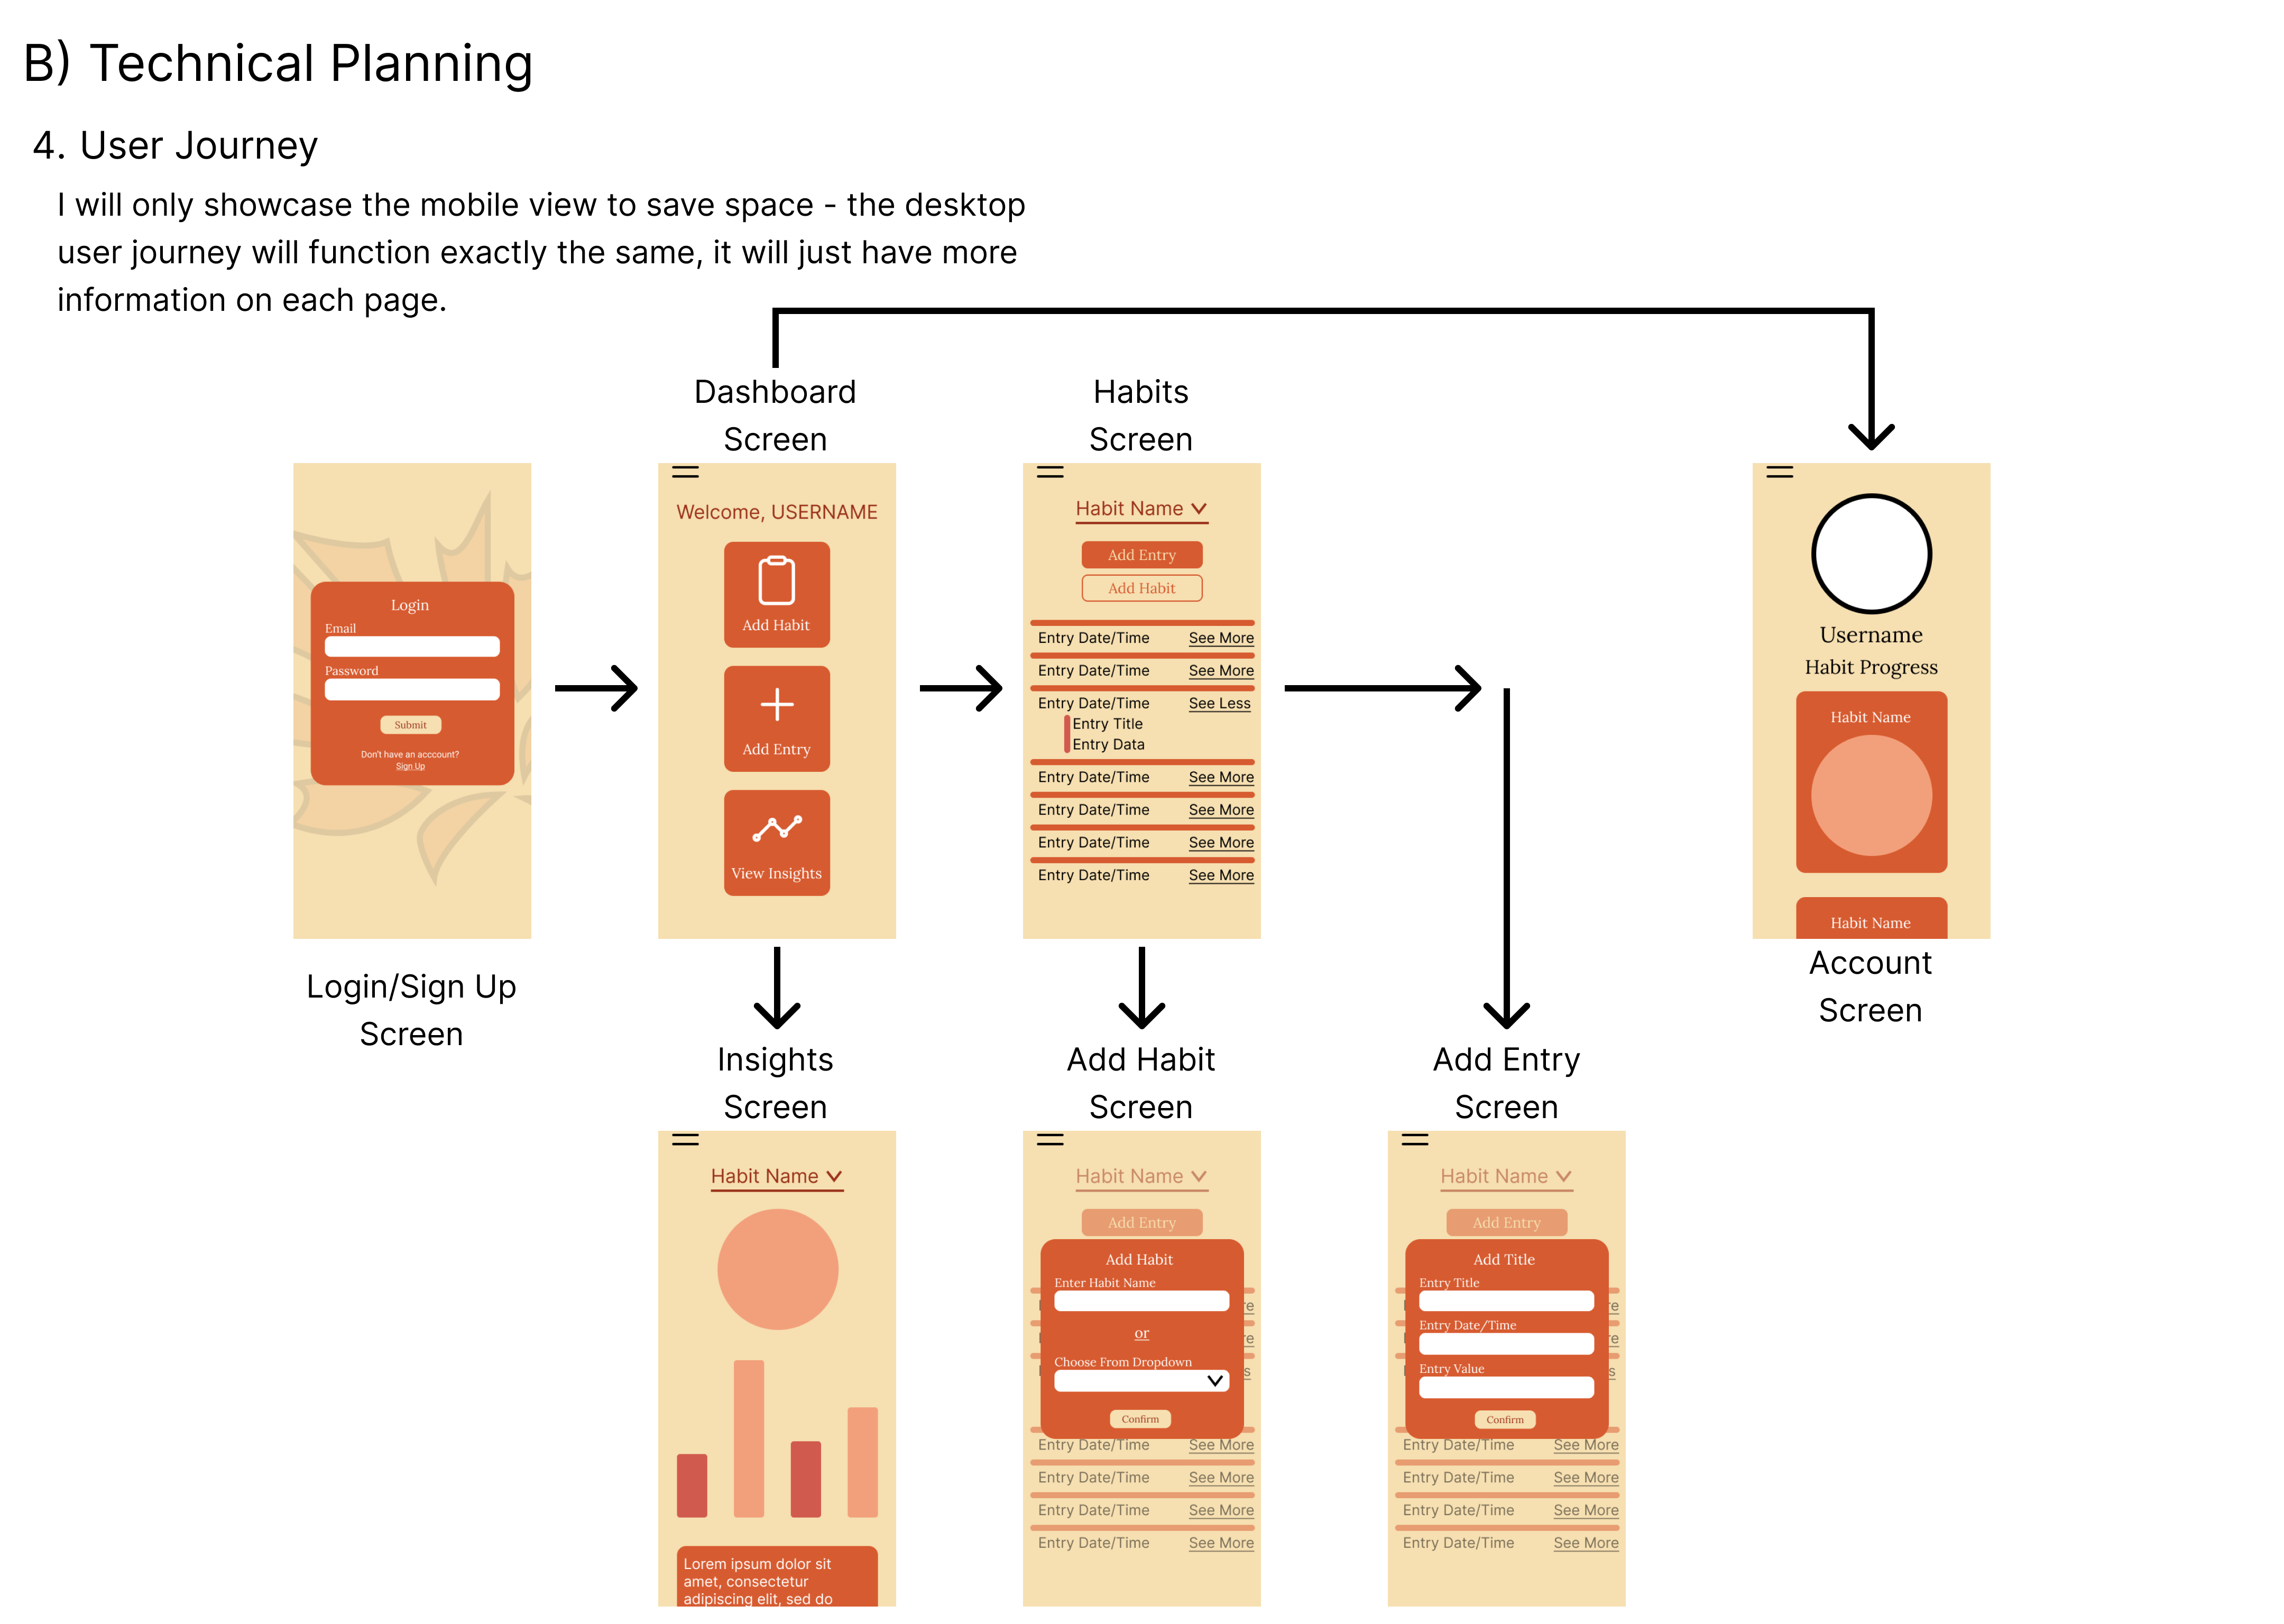 B) Technical Planning
4. User Journey
I will only showcase the mobile view to save space - the desktop
user journey will function exactly the same, it will just have more
information on each page.
Dashboard
Screen
Habits
Screen
Login
Email
Password
Submit
Don't have an acccount?
Sign Up
Login/Sign Up
Screen
Welcome, USERNAME
Add Habit
Add Entry
View Insights
Habit Name
Add Entry
Add Habit
Entry Date/Time See More
Entry Date/Time See More
Entry Date/Time See Less
Entry Title
Entry Data
Entry Date/Time See More
Entry Date/Time See More
Entry Date/Time See More
Entry Date/Time See More
Username
Habit Progress
Habit Name
Habit Name
Account
Screen
Insights
Screen
Habit Name
Lorem ipsum dolor sit
amet, consectetur
adipiscing elit, sed do
Add Habit
Screen
Habit Name
Add Entry
Add Habit
Enter Habit Name
or
Choose From Dropdown
Confirm
Entry Date/Time See More
Entry Date/Time See More
Entry Date/Time See More
Entry Date/Time See More
Add Entry
Screen
Habit Name
Add Entry
Add Title
Entry Title
Entry Date/Time
Entry Value
Confirm
Entry Date/Time See More
Entry Date/Time See More
Entry Date/Time See More
Entry Date/Time See More